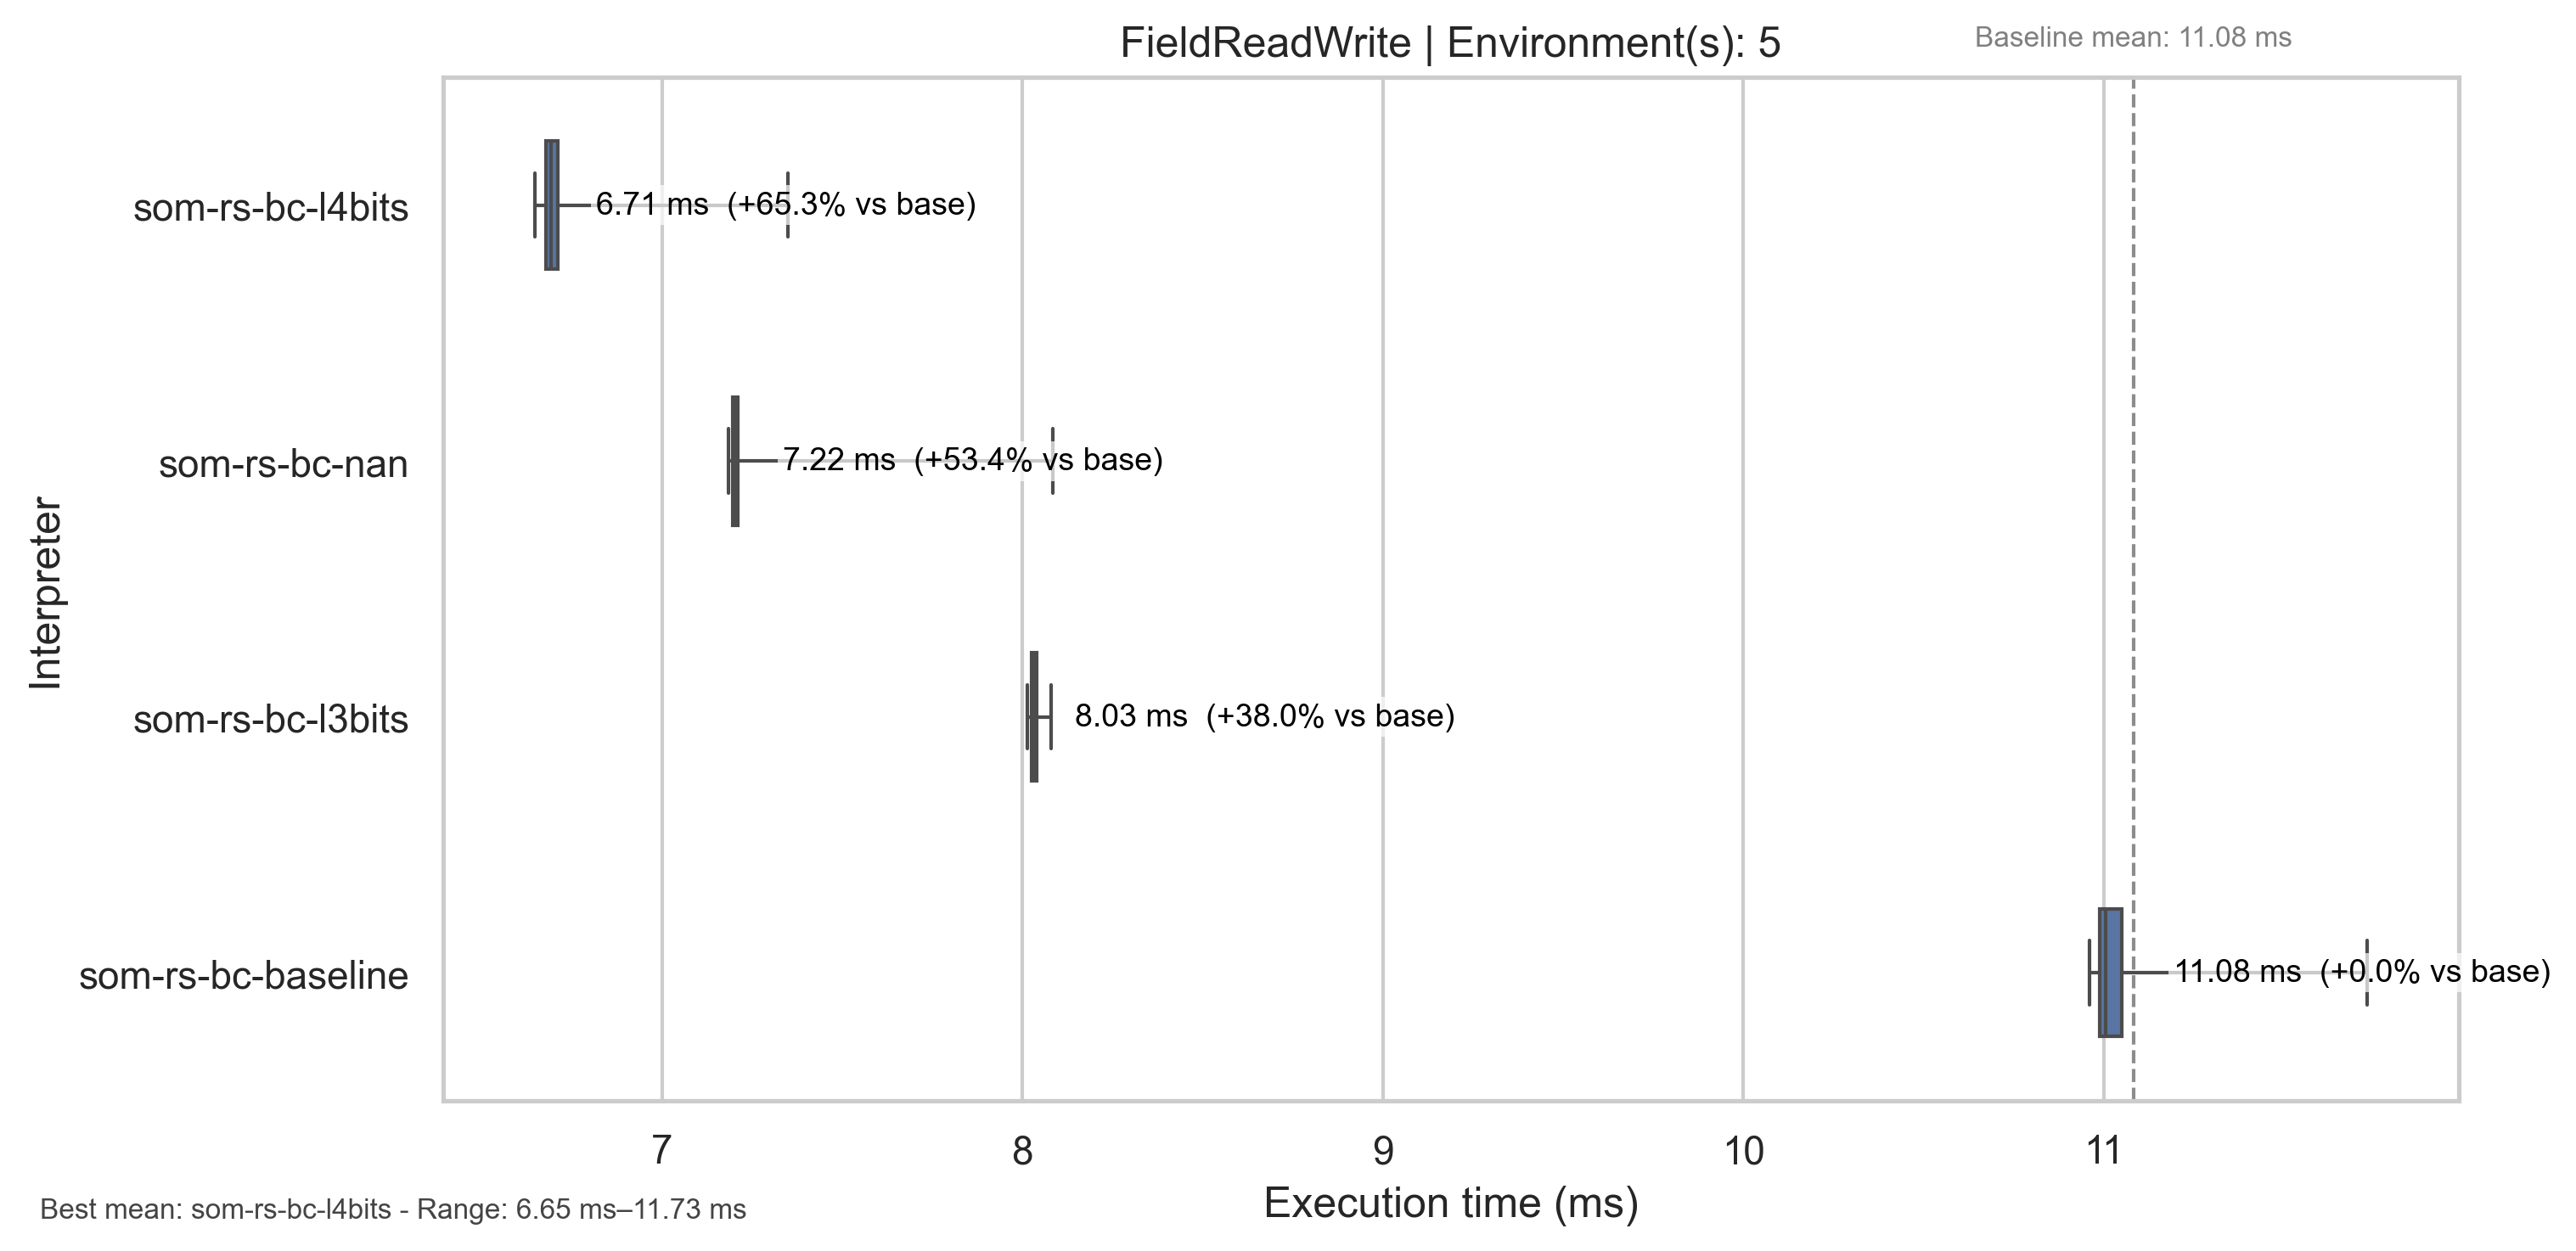 FieldReadWrite | Environment(s): 5
Baseline mean: 11.08 ms
som-rs-bc-l4bits
6.71 ms (+65.3% vs base)
som-rs-bc-nan
7.22 ms (+53.4% vs base)
som-rs-bc-l3bits
8.03 ms (+38.0% vs base)
som-rs-bc-baseline
11.08 ms (+0.0% vs base)
Interpreter
7 8 9 10 11
Execution time (ms)
Best mean: som-rs-bc-l4bits - Range: 6.65 ms–11.73 ms